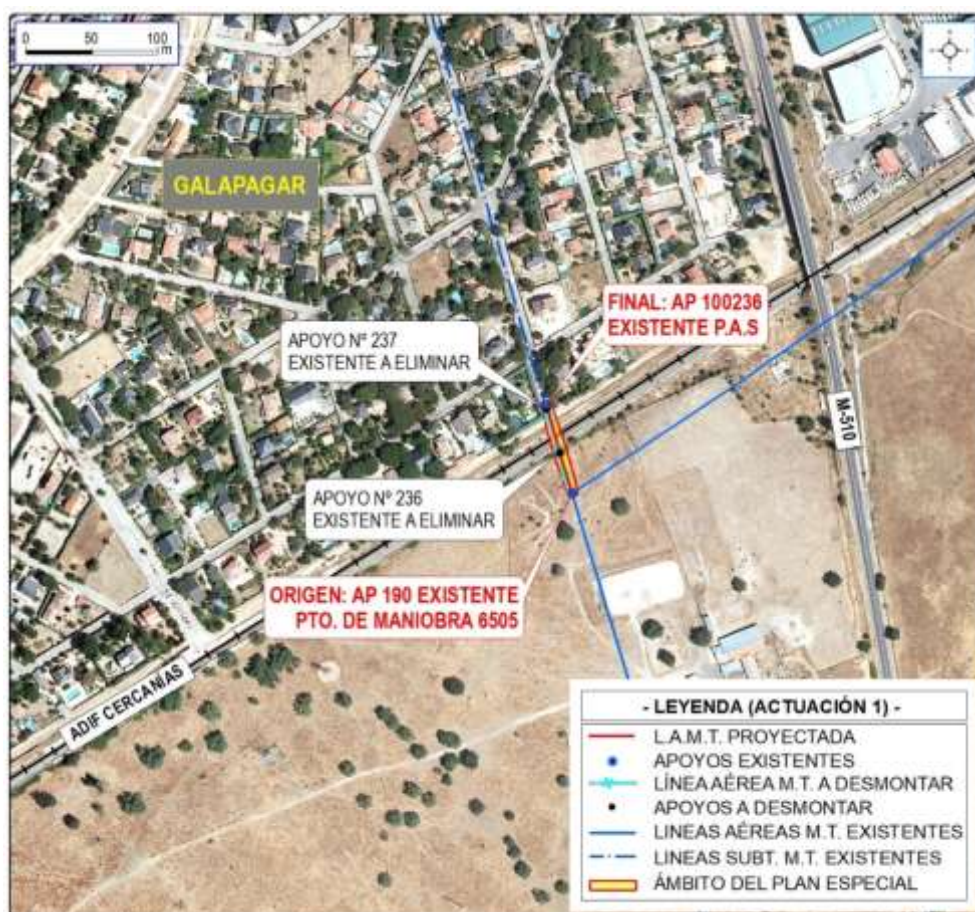 0 50 100
m
GALAPAGAR
FINAL: AP 100236
EXISTENTE P.A.S
APOYO Nº 237
EXISTENTE A ELIMINAR
M-510
APOYO Nº 236
EXISTENTE A ELIMINAR
ORIGEN: AP 190 EXISTENTE
PTO. DE MANIOBRA 6505
ADIF CERCANÍAS
- LEYENDA (ACTUACIÓN 1) -
L.A.M.T. PROYECTADA
APOYOS EXISTENTES
LÍNEA AÉREA M.T. A DESMONTAR
APOYOS A DESMONTAR
LINEAS AÉREAS M.T. EXISTENTES
LINEAS SUBT. M.T. EXISTENTES
ÁMBITO DEL PLAN ESPECIAL